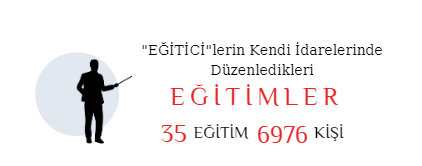 "EĞİTİCİ"lerin Kendi İdarelerinde
Düzenledikleri
EĞİTİMLER
35 EĞİTİM 6976 KİŞİ